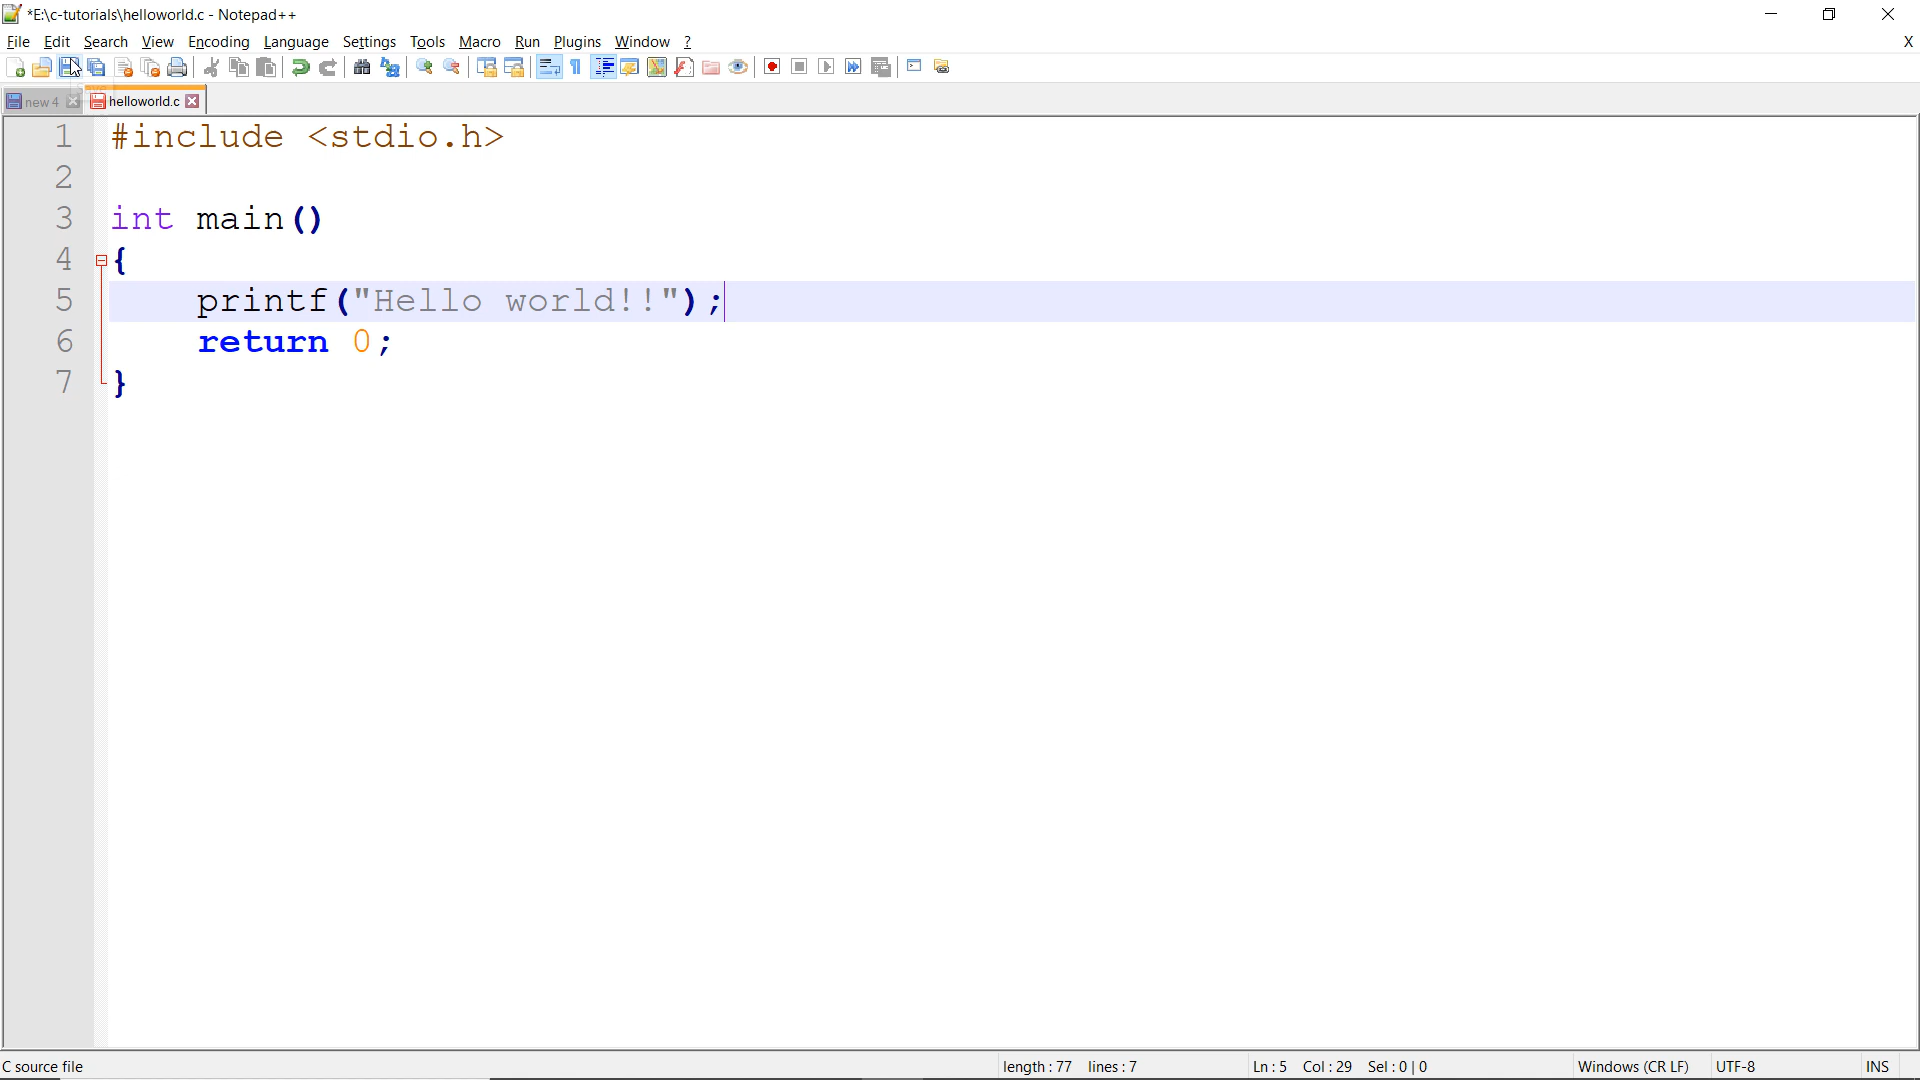 *E:\c-tutorials\helloworld.c - Notepad++
File Edit Search View Encoding Language Settings Tools Macro Run Plugins Window ? X
new 4 helloworld.c
1 #include <stdio.h>
2
3 int main()
4 {
5 printf("Hello world!!");
6 return 0;
7 }
C source file length : 77 lines : 7 Ln : 5 Col : 29 Sel : 0 | 0 Windows (CR LF) UTF-8 INS